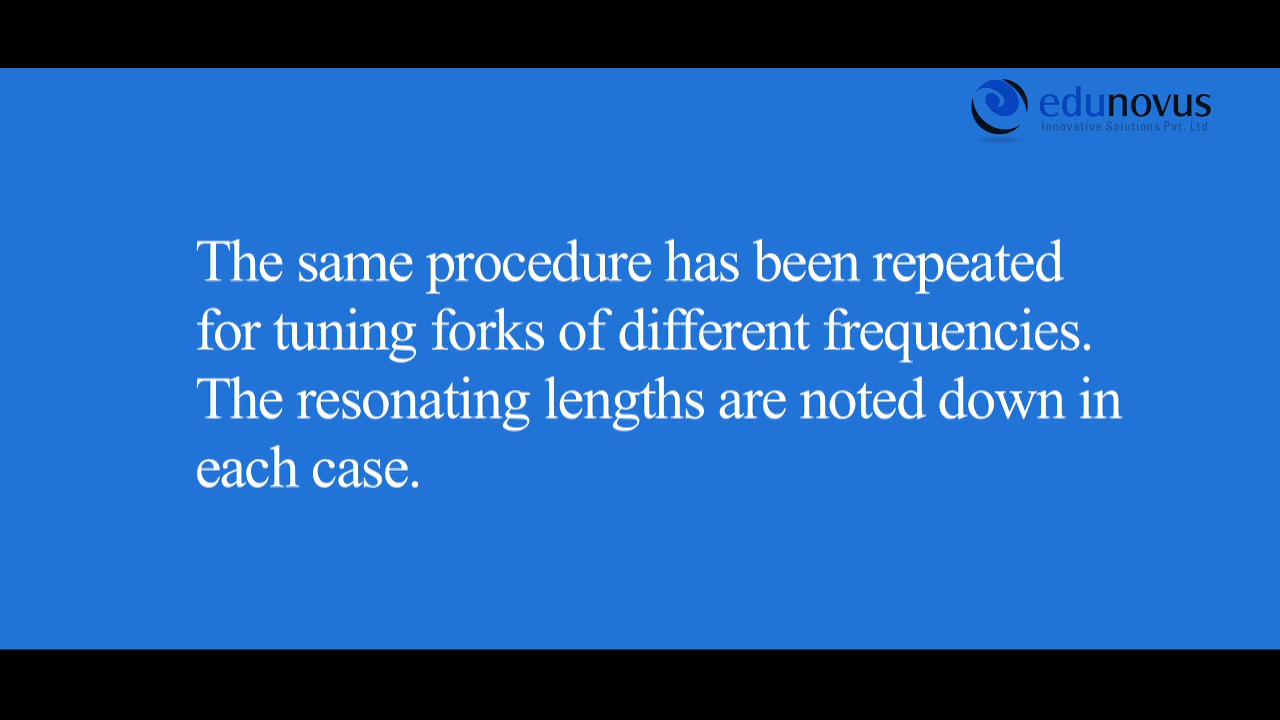 edunovus
Innovative Solutions Pvt. Ltd
The same procedure has been repeated
for tuning forks of different frequencies.
The resonating lengths are noted down in
each case.